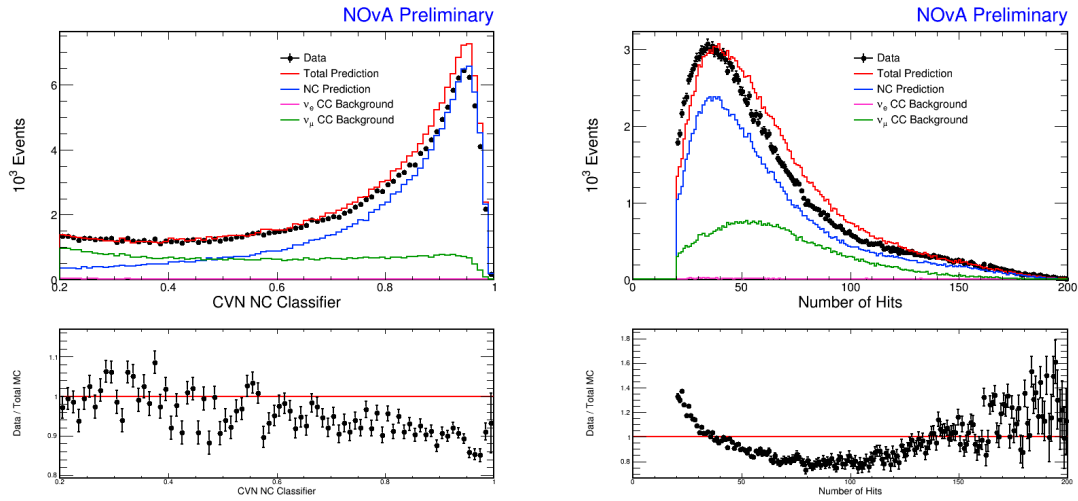 NOvA Preliminary
10³ Events
6
4
2
0
Data
Total Prediction
NC Prediction
νe CC Background
νμ CC Background
0.2 0.4 0.6 0.8 1
CVN NC Classifier
Data / Total MC
1.1
1
0.9
0.8
0.2 0.4 0.6 0.8 1
CVN NC Classifier
NOvA Preliminary
10³ Events
3
2
1
0
Data
Total Prediction
NC Prediction
νe CC Background
νμ CC Background
0 50 100 150 200
Number of Hits
Data / Total MC
1.8
1.6
1.4
1.2
1
0.8
0 50 100 150 200
Number of Hits